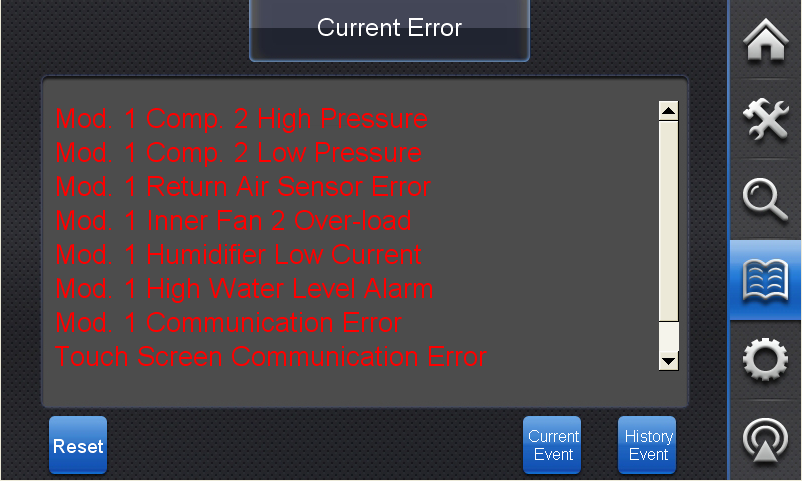 Current Error
Mod. 1 Comp. 2 High Pressure
Mod. 1 Comp. 2 Low Pressure
Mod. 1 Return Air Sensor Error
Mod. 1 Inner Fan 2 Over-load
Mod. 1 Humidifier Low Current
Mod. 1 High Water Level Alarm
Mod. 1 Communication Error
Touch Screen Communication Error
Reset
Current
Event
History
Event